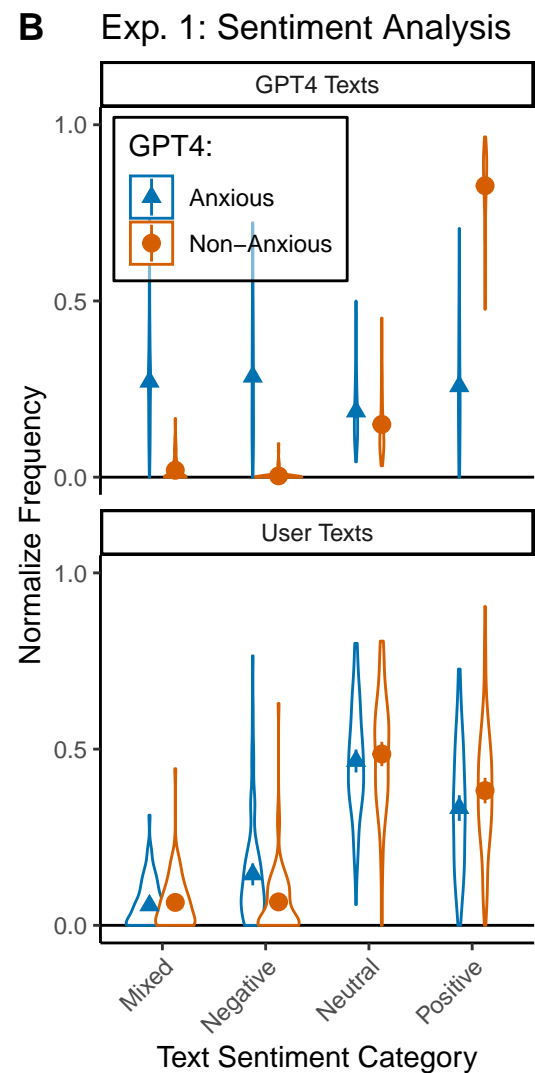 B Exp. 1: Sentiment Analysis
GPT4 Texts
GPT4:
Anxious
Non−Anxious
1.0
0.5
0.0
User Texts
1.0
0.5
0.0
Normalize Frequency
Mixed
Negative
Neutral
Positive
Text Sentiment Category